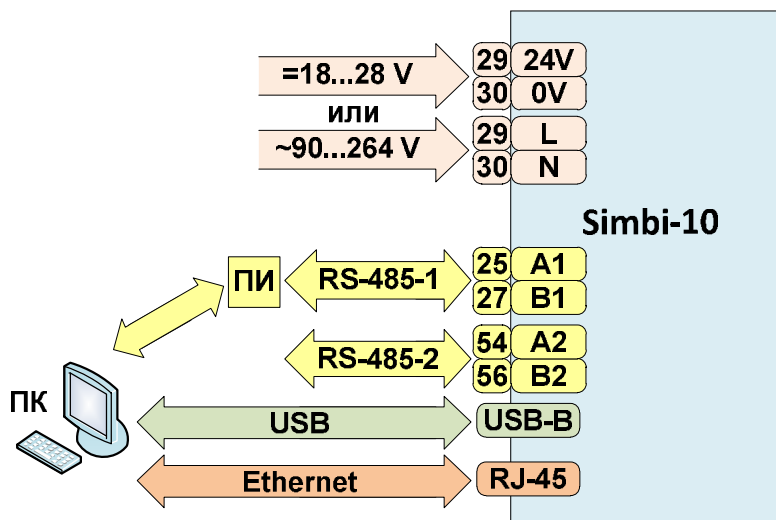 =18...28 V
29 24V
30 0V
или
~90...264 V
29 L
30 N
Simbi-10
ПИ
RS-485-1
25 A1
27 B1
RS-485-2
54 A2
56 B2
ПК
USB
USB-B
Ethernet
RJ-45